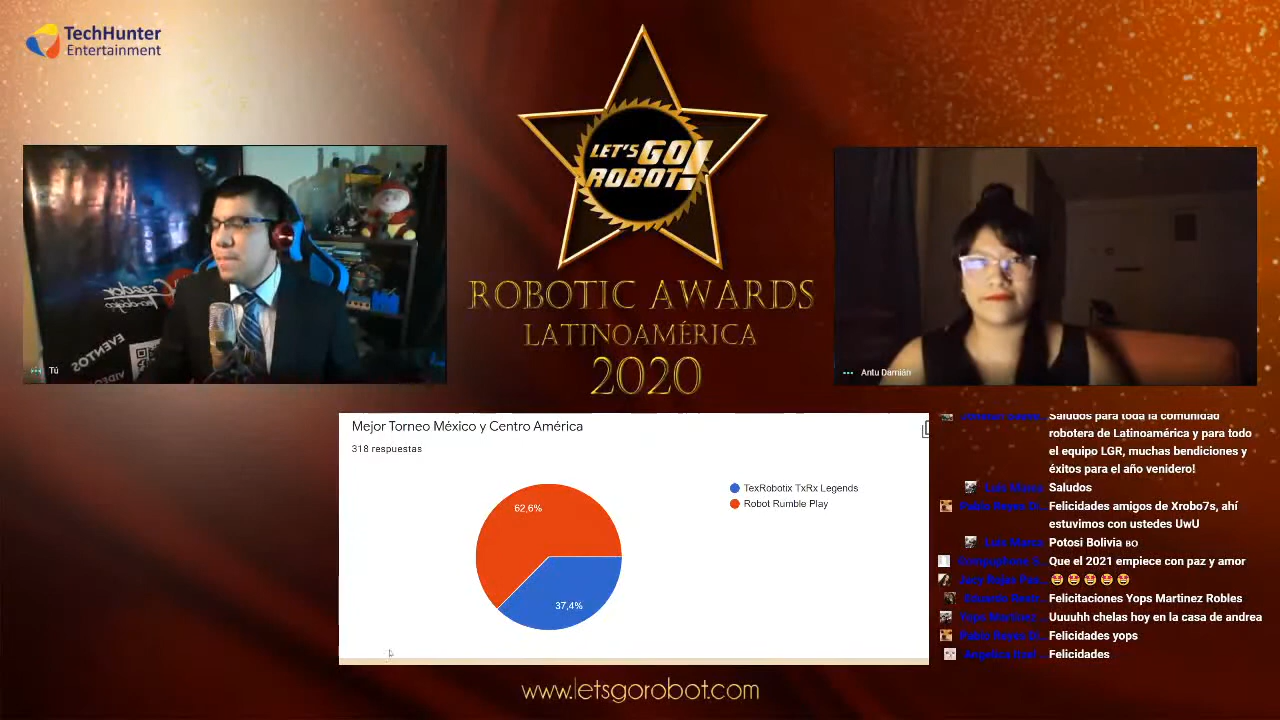 TechHunter
Entertainment
LET'S GO
ROBOT!
ROBOTIC AWARDS
LATINOAMÉRICA
2020
EVENTOS
Tú
Antu Damián
Mejor Torneo México y Centro América
318 respuestas
62,6%
37,4%
TexRobotix TxRx Legends
Robot Rumble Play
Saludos para toda la comunidad
robotera de Latinoamérica y para todo
el equipo LGR, muchas bendiciones y
éxitos para el año venidero!
Saludos
Felicidades amigos de Xrobo7s, ahí
estuvimos con ustedes UwU
Potosi Bolivia BO
Que el 2021 empiece con paz y amor
Felicitaciones Yops Martinez Robles
Uuuuhh chelas hoy en la casa de andrea
Felicidades yops
Felicidades
www.letsgorobot.com